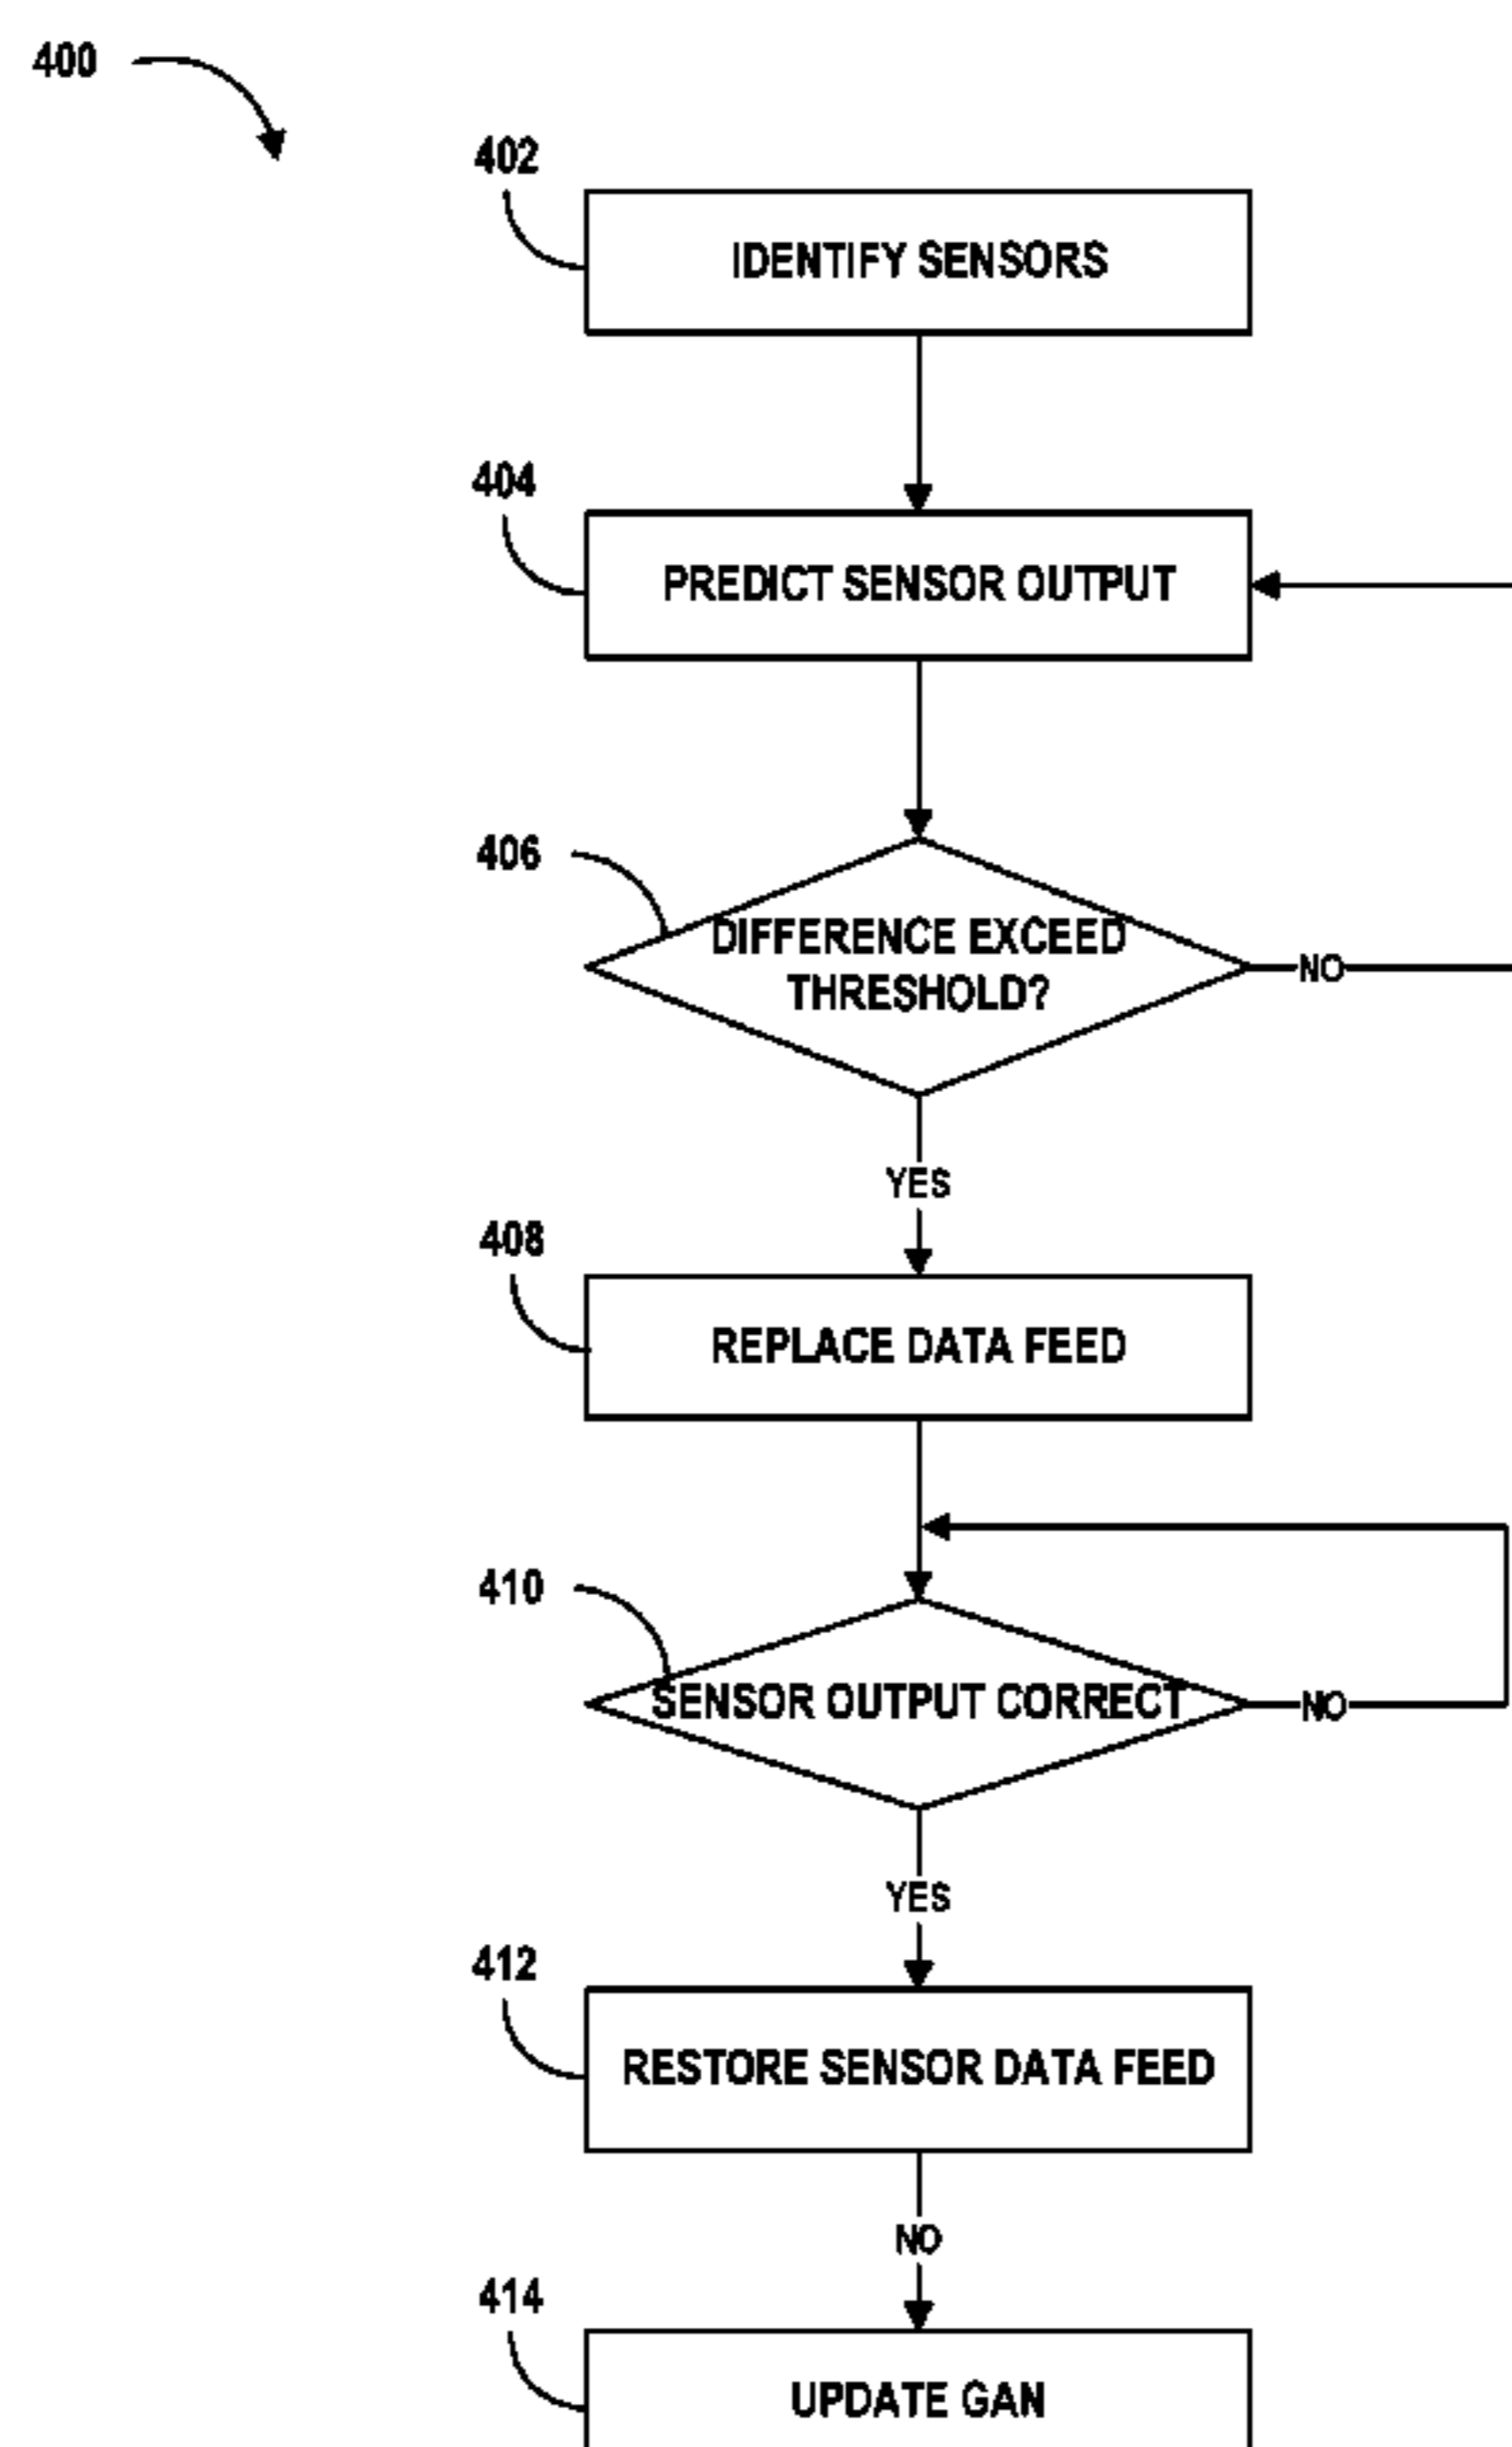 400
402
IDENTIFY SENSORS
404
PREDICT SENSOR OUTPUT
406
DIFFERENCE EXCEED
THRESHOLD?
NO
YES
408
REPLACE DATA FEED
410
SENSOR OUTPUT CORRECT
NO
YES
412
RESTORE SENSOR DATA FEED
NO
414
UPDATE GAN